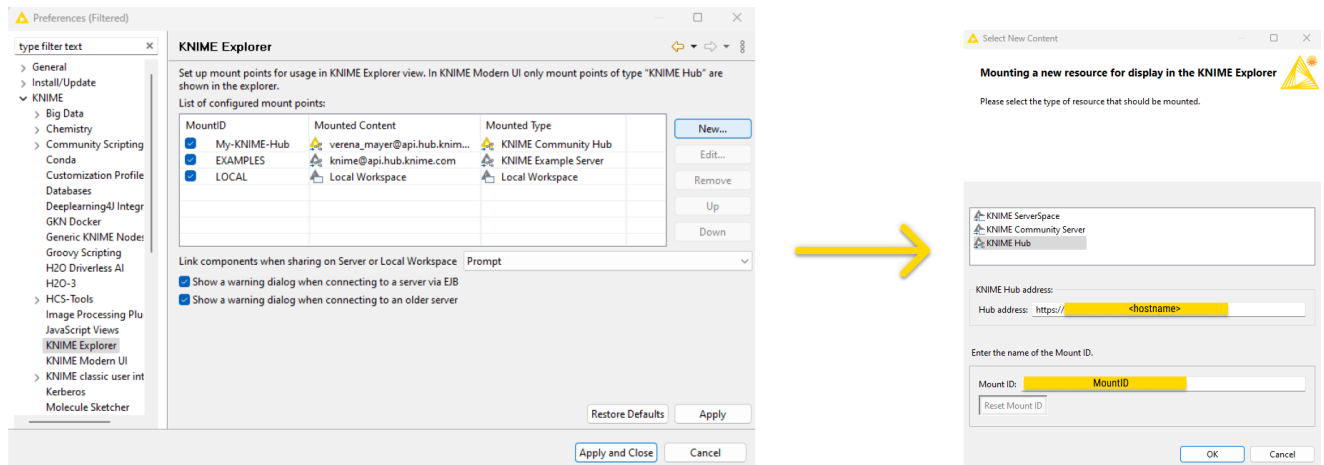 Preferences (Filtered)
type filter text
General
Install/Update
KNIME
Big Data
Chemistry
Community Scripting
Conda
Customization Profile
Databases
Deeplearning4J Integr
GKN Docker
Generic KNIME Nodes
Groovy Scripting
H2O Driverless AI
H2O-3
HCS-Tools
Image Processing Plu
JavaScript Views
KNIME Explorer
KNIME Modern UI
KNIME classic user int
Kerberos
Molecule Sketcher
KNIME Explorer
Set up mount points for usage in KNIME Explorer view. In KNIME Modern UI only mount points of type "KNIME Hub" are
shown in the explorer.
List of configured mount points:
MountID Mounted Content Mounted Type
My-KNIME-Hub verena_mayer@api.hub.knim... KNIME Community Hub
EXAMPLES knime@api.hub.knime.com KNIME Example Server
LOCAL Local Workspace Local Workspace
New...
Edit...
Remove
Up
Down
Link components when sharing on Server or Local Workspace Prompt
Show a warning dialog when connecting to a server via EJB
Show a warning dialog when connecting to an older server
Restore Defaults Apply
Apply and Close Cancel
Select New Content
Mounting a new resource for display in the KNIME Explorer
Please select the type of resource that should be mounted.
KNIME ServerSpace
KNIME Community Server
KNIME Hub
KNIME Hub address:
Hub address: https:// <hostname>
Enter the name of the Mount ID.
Mount ID: MountID
Reset Mount ID
OK Cancel